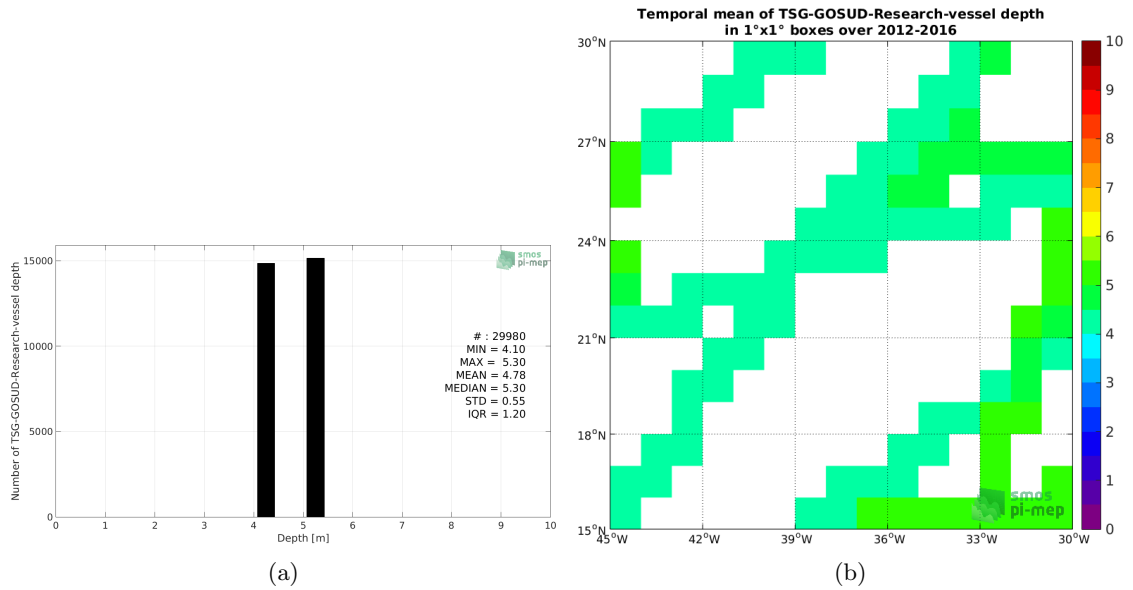 Temporal mean of TSG-GOSUD-Research-vessel depth
in 1°x1° boxes over 2012-2016
Number of TSG-GOSUD-Research-vessel depth
15000
10000
5000
0
0 1 2 3 4 5 6 7 8 9 10
Depth [m]
smos
pi-mep
# : 29980
MIN = 4.10
MAX = 5.30
MEAN = 4.78
MEDIAN = 5.30
STD = 0.55
IQR = 1.20
(a)
30°N
27°N
24°N
21°N
18°N
15°N
45°W 42°W 39°W 36°W 33°W 30°W
smos
pi-mep
10
9
8
7
6
5
4
3
2
1
0
(b)